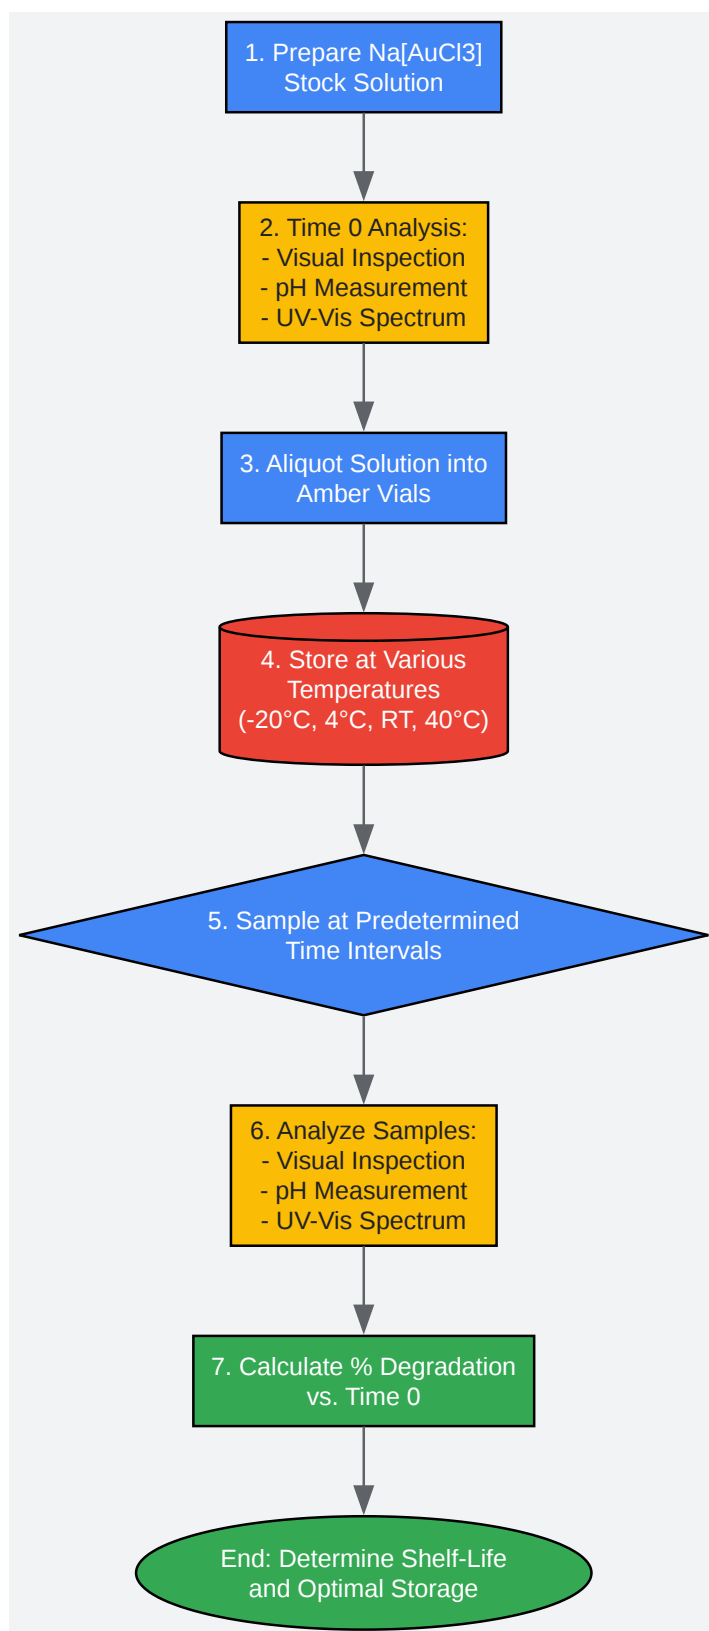 1. Prepare Na[AuCl3]
Stock Solution
2. Time 0 Analysis:
- Visual Inspection
- pH Measurement
- UV-Vis Spectrum
3. Aliquot Solution into
Amber Vials
4. Store at Various
Temperatures
(-20°C, 4°C, RT, 40°C)
5. Sample at Predetermined
Time Intervals
6. Analyze Samples:
- Visual Inspection
- pH Measurement
- UV-Vis Spectrum
7. Calculate % Degradation
vs. Time 0
End: Determine Shelf-Life
and Optimal Storage